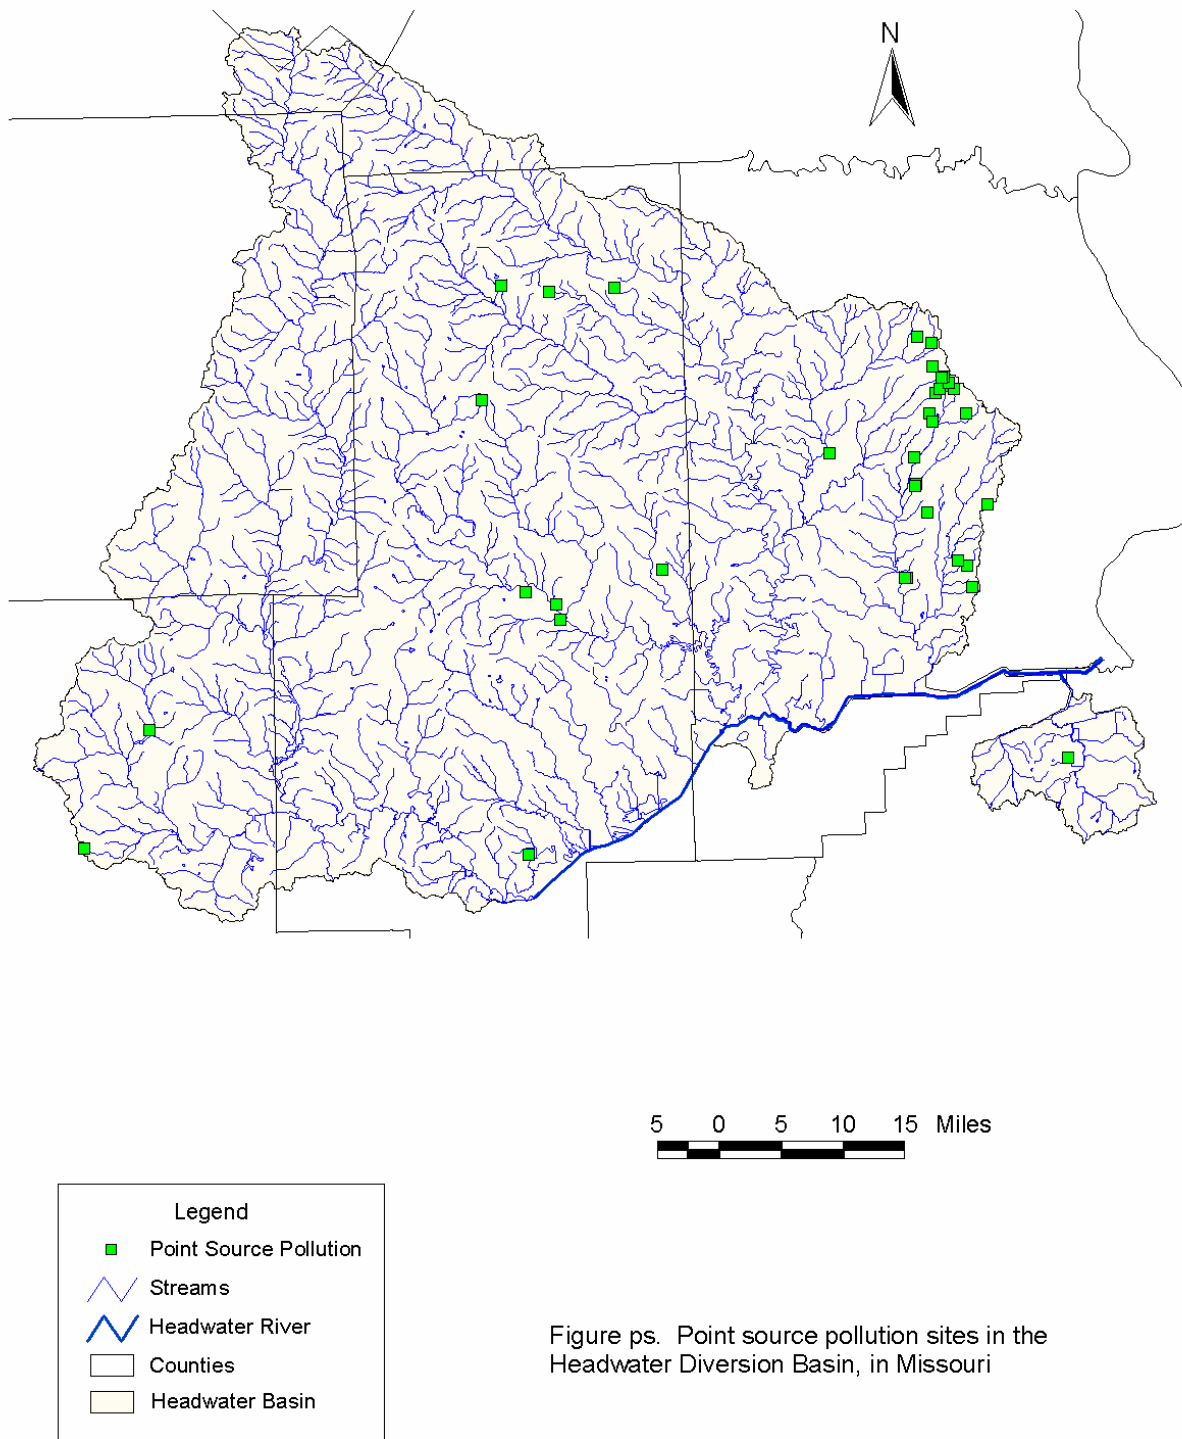 N
5 0 5 10 15 Miles
Legend
Point Source Pollution
Streams
Headwater River
Counties
Headwater Basin
Figure ps. Point source pollution sites in the
Headwater Diversion Basin, in Missouri